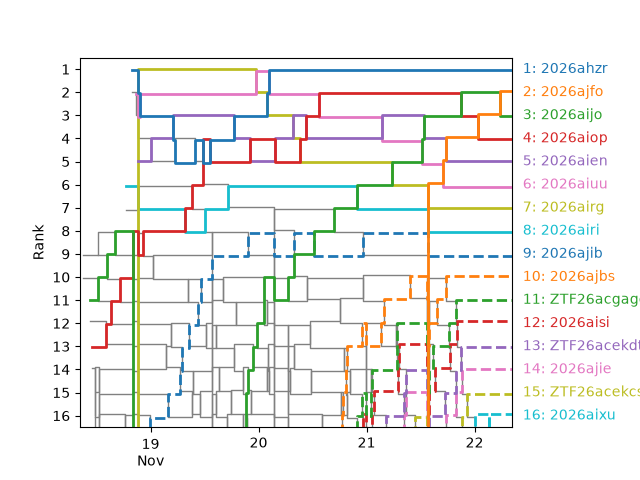 1
2
3
4
5
6
7
8
9
10
11
12
13
14
15
16
Rank
19
20
21
22
Nov
1: 2026ahzr
2: 2026ajfo
3: 2026aijo
4: 2026aiop
5: 2026aien
6: 2026aiuu
7: 2026airg
8: 2026airi
9: 2026ajib
10: 2026ajbs
11: ZTF26acgag
12: 2026aisi
13: ZTF26acekd
14: 2026ajie
15: ZTF26acekc
16: 2026aixu